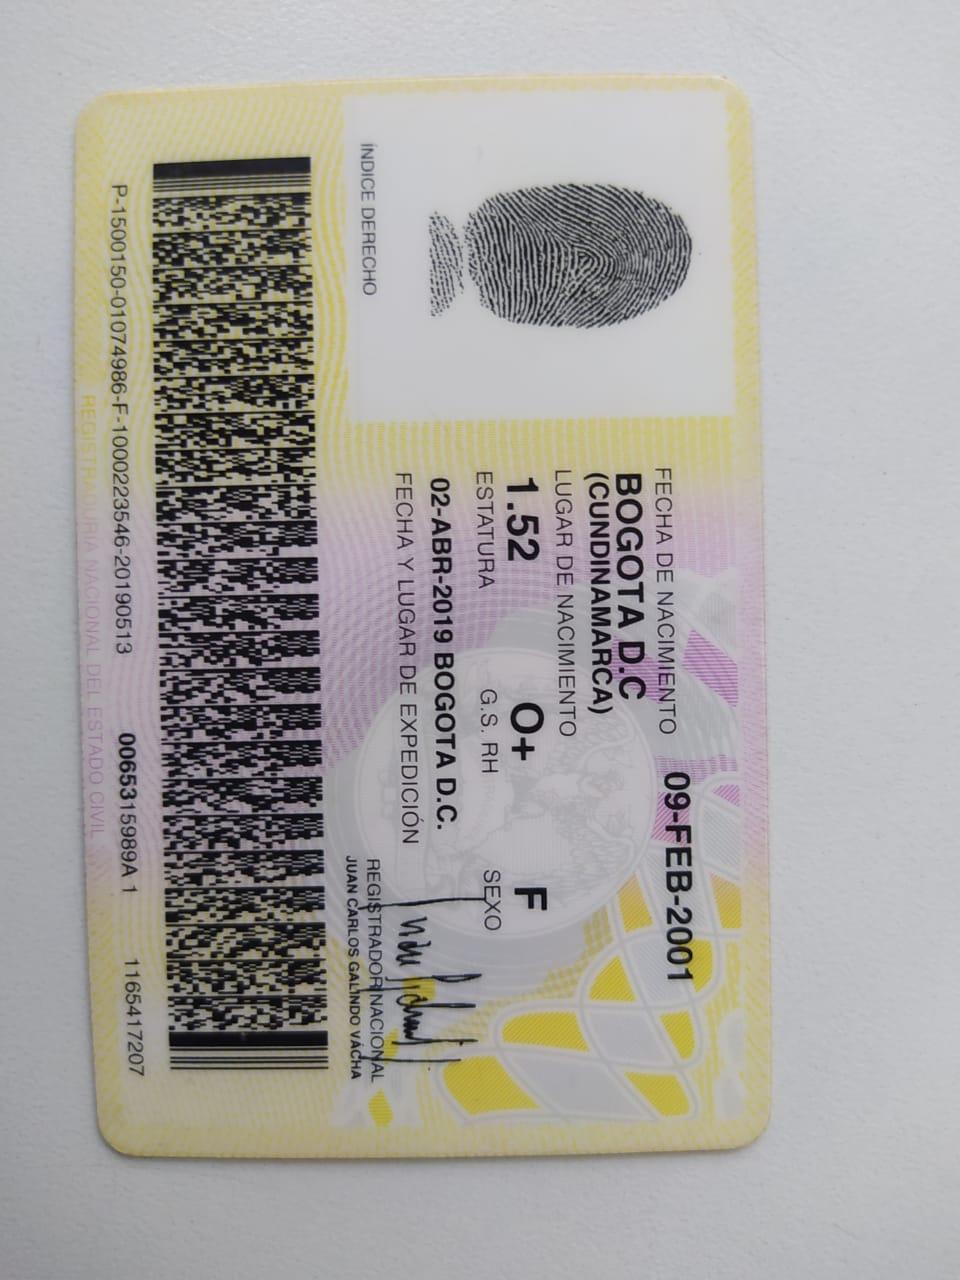 FECHA DE NACIMIENTO 09-FEB-2001
BOGOTA D.C
(CUNDINAMARCA)
LUGAR DE NACIMIENTO
1.52 O+ F
ESTATURA G.S. RH SEXO
02-ABR-2019 BOGOTA D.C.
FECHA Y LUGAR DE EXPEDICIÓN
ÍNDICE DERECHO
REGISTRADOR NACIONAL
JUAN CARLOS GALINDO VÁCHA
P-1500150-01074986-F-1000223546-20190513 0065315989A 1 1165417207
REGISTRADURIA NACIONAL DEL ESTADO CIVIL